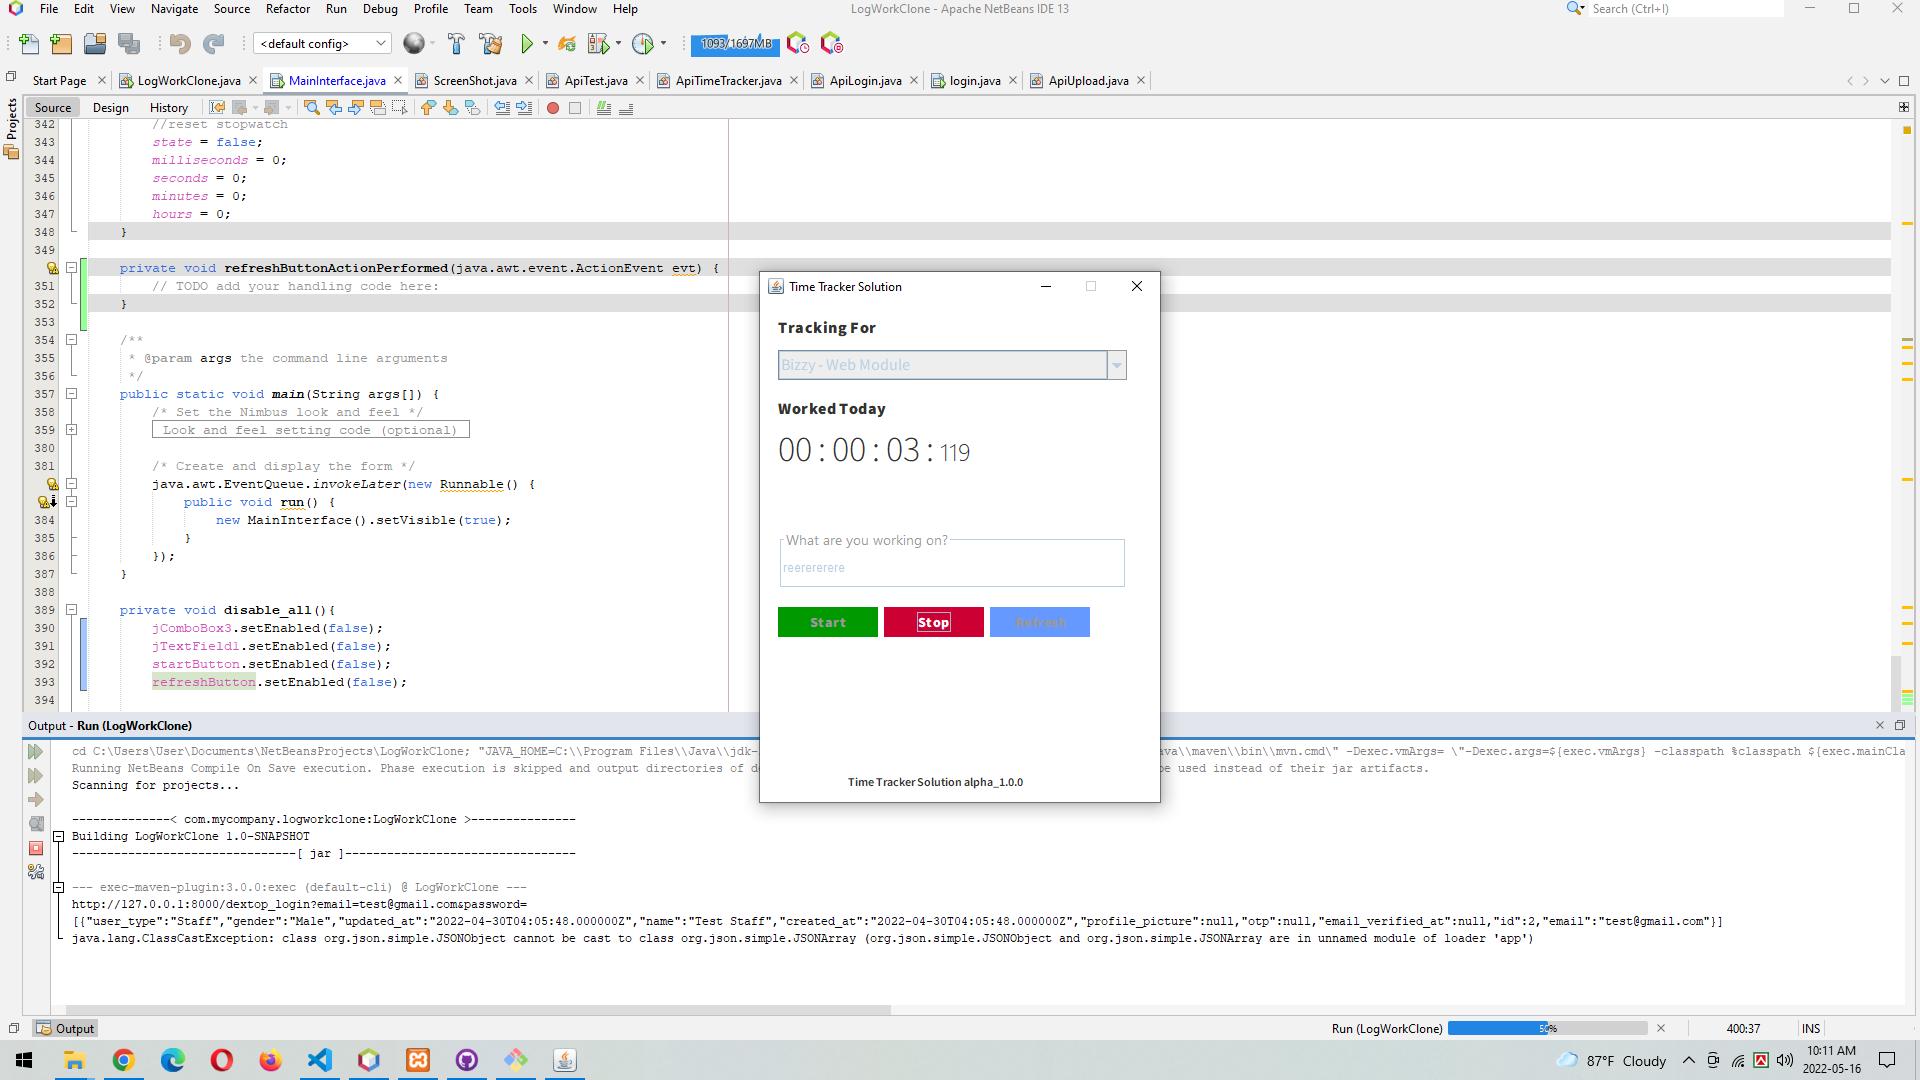 File Edit View Navigate Source Refactor Run Debug Profile Team Tools Window Help
LogWorkClone - Apache NetBeans IDE 13
Search (Ctrl+I)
<default config>
1093/1697MB
Start Page
LogWorkClone.java
MainInterface.java
ScreenShot.java
ApiTest.java
ApiTimeTracker.java
ApiLogin.java
login.java
ApiUpload.java
Projects
Source Design History
342 //reset stopwatch
343 state = false;
344 milliseconds = 0;
345 seconds = 0;
346 minutes = 0;
347 hours = 0;
348 }
349
private void refreshButtonActionPerformed(java.awt.event.ActionEvent evt) {
351 // TODO add your handling code here:
352 }
353
354 /**
355 * @param args the command line arguments
356 */
357 public static void main(String args[]) {
358 /* Set the Nimbus look and feel */
359 Look and feel setting code (optional)
380
381 /* Create and display the form */
java.awt.EventQueue.invokeLater(new Runnable() {
public void run() {
384 new MainInterface().setVisible(true);
385 }
386 });
387 }
388
389 private void disable_all(){
390 jComboBox3.setEnabled(false);
391 jTextField1.setEnabled(false);
392 startButton.setEnabled(false);
393 refreshButton.setEnabled(false);
394
Time Tracker Solution
Tracking For
Bizzy - Web Module
Worked Today
00 : 00 : 03 : 119
What are you working on?
reerererere
Start Stop Refresh
Time Tracker Solution alpha_1.0.0
Output - Run (LogWorkClone)
cd C:\Users\User\Documents\NetBeansProjects\LogWorkClone; "JAVA_HOME=C:\\Program Files\\Java\\jdk- ava\\maven\\bin\\mvn.cmd\" -Dexec.vmArgs= \"-Dexec.args=${exec.vmArgs} -classpath %classpath ${exec.mainCla
Running NetBeans Compile On Save execution. Phase execution is skipped and output directories of de be used instead of their jar artifacts.
Scanning for projects...
--------------< com.mycompany.logworkclone:LogWorkClone >---------------
Building LogWorkClone 1.0-SNAPSHOT
--------------------------------[ jar ]---------------------------------
--- exec-maven-plugin:3.0.0:exec (default-cli) @ LogWorkClone ---
http://127.0.0.1:8000/dextop_login?email=test@gmail.com&password=
[{"user_type":"Staff","gender":"Male","updated_at":"2022-04-30T04:05:48.000000Z","name":"Test Staff","created_at":"2022-04-30T04:05:48.000000Z","profile_picture":null,"otp":null,"email_verified_at":null,"id":2,"email":"test@gmail.com"}]
java.lang.ClassCastException: class org.json.simple.JSONObject cannot be cast to class org.json.simple.JSONArray (org.json.simple.JSONObject and org.json.simple.JSONArray are in unnamed module of loader 'app')
Output
Run (LogWorkClone)
50%
400:37
INS
87°F Cloudy
10:11 AM
2022-05-16